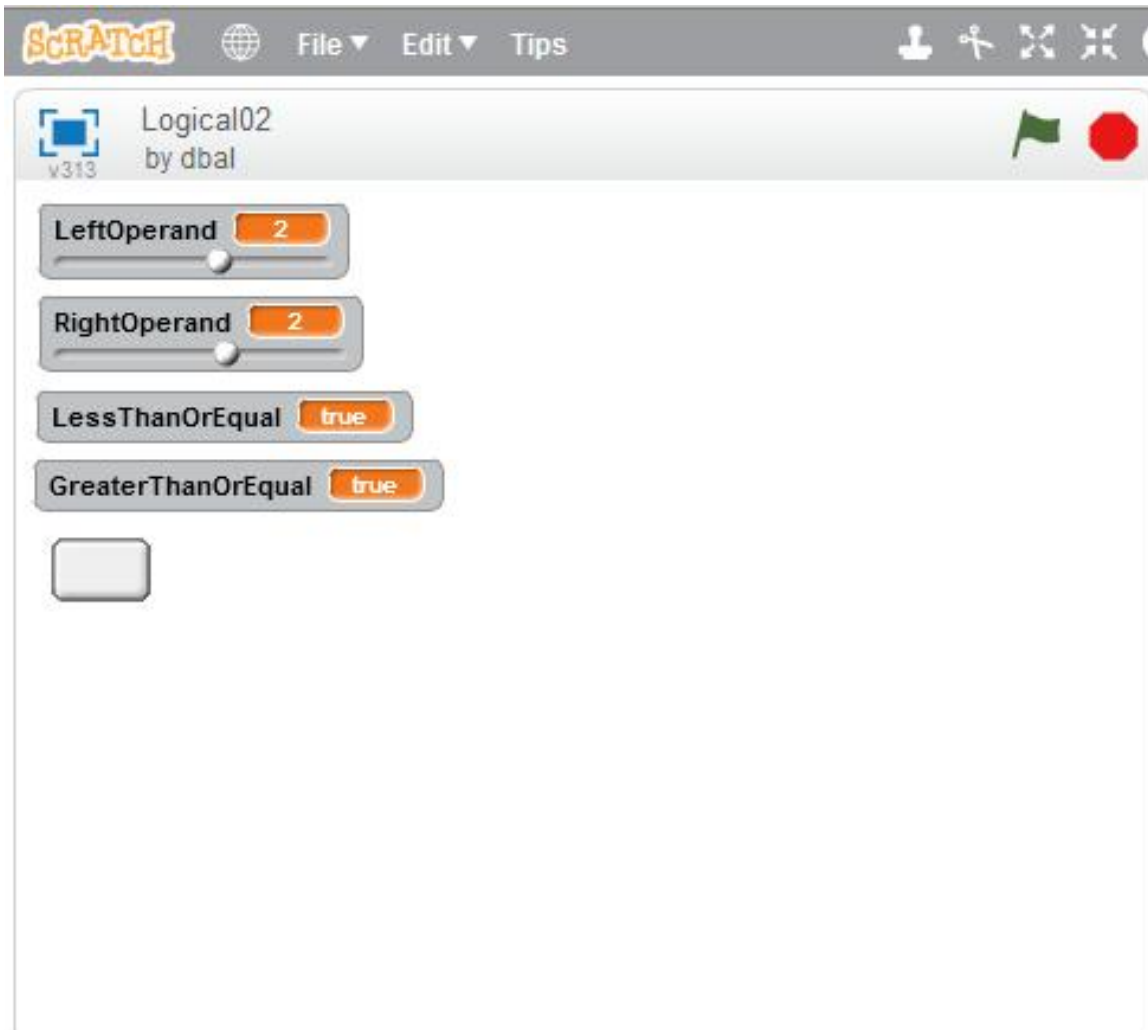 SCRATCH File Edit Tips
Logical02
by dbal
v313
LeftOperand 2
RightOperand 2
LessThanOrEqual true
GreaterThanOrEqual true